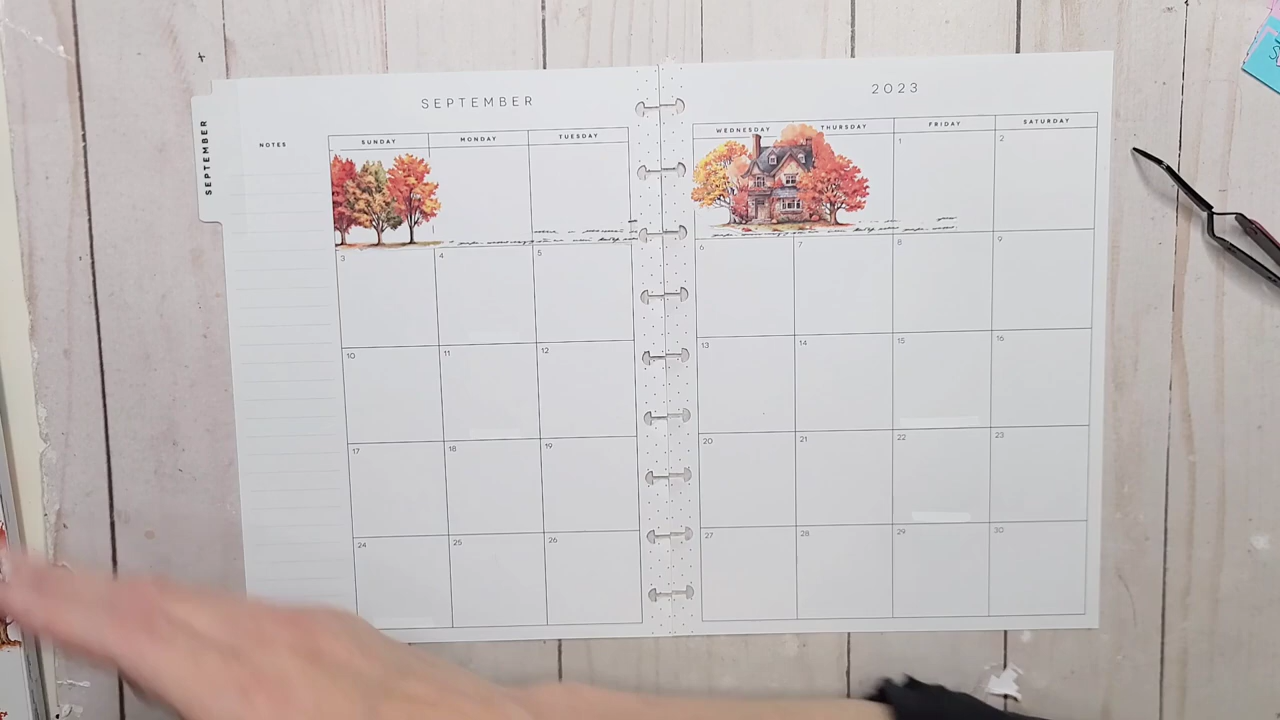 SEPTEMBER
2023
SEPTEMBER
NOTES
SUNDAY MONDAY TUESDAY WEDNESDAY THURSDAY FRIDAY SATURDAY
1 2
3 4 5 6 7 8 9
10 11 12 13 14 15 16
17 18 19 20 21 22 23
24 25 26 27 28 29 30